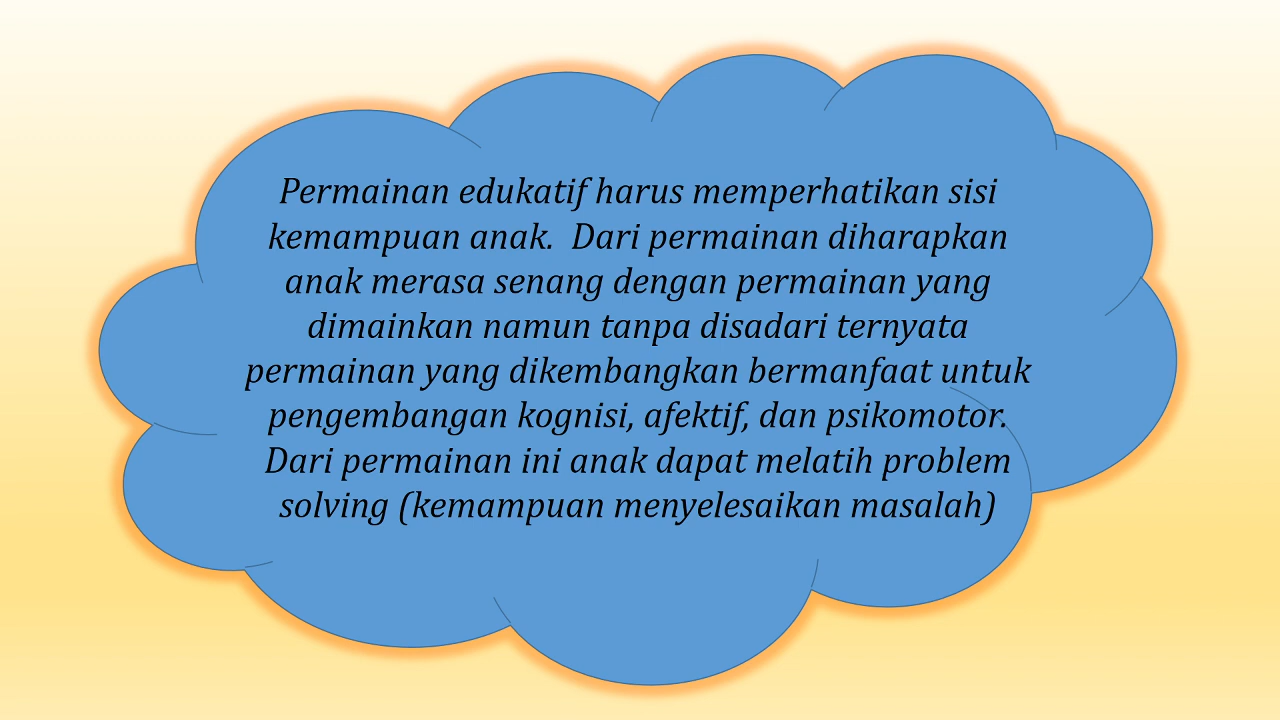 Permainan edukatif harus memperhatikan sisi
kemampuan anak.  Dari permainan diharapkan
anak merasa senang dengan permainan yang
dimainkan namun tanpa disadari ternyata
permainan yang dikembangkan bermanfaat untuk
pengembangan kognisi, afektif, dan psikomotor.
Dari permainan ini anak dapat melatih problem
solving (kemampuan menyelesaikan masalah)